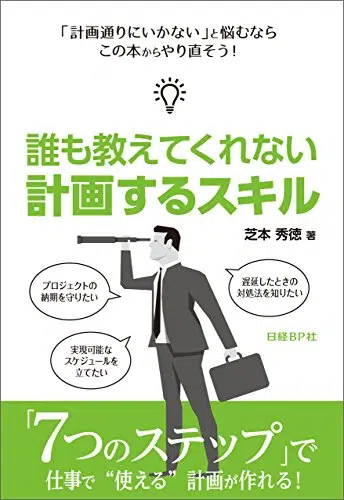 「計画通りにいかない」と悩むなら
この本からやり直そう！
誰も教えてくれない
計画するスキル
芝本 秀徳 著
プロジェクトの
納期を守りたい
遅延したときの
対処法を知りたい
実現可能な
スケジュールを
立てたい
日経BP社
「7つのステップ」で
仕事で“使える”計画が作れる！